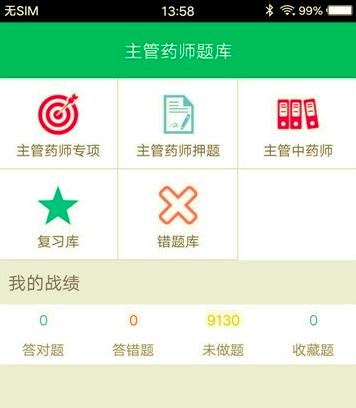 无SIM 13:58 99%
主管药师题库
主管药师专项 主管药师押题 主管中药师
复习库 错题库
我的战绩
0 0 9130 0
答对题 答错题 未做题 收藏题